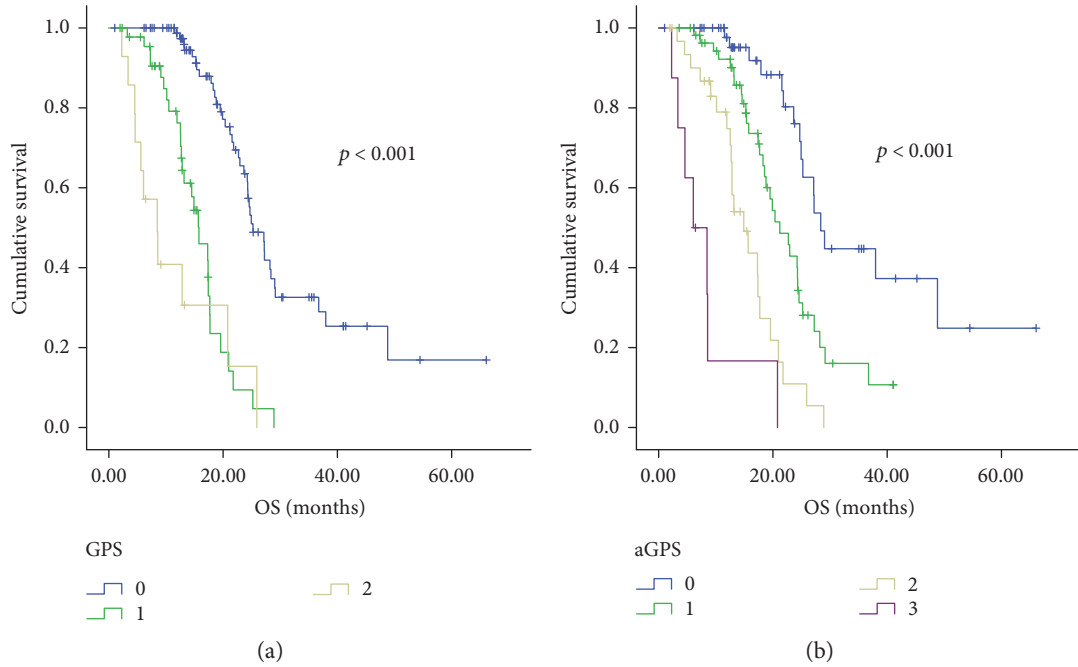 1.0
0.8
0.6
0.4
0.2
0.0
Cumulative survival
p < 0.001
0.00 20.00 40.00 60.00
OS (months)
GPS
0 2
1
(a)
1.0
0.8
0.6
0.4
0.2
0.0
Cumulative survival
p < 0.001
0.00 20.00 40.00 60.00
OS (months)
aGPS
0 2
1 3
(b)